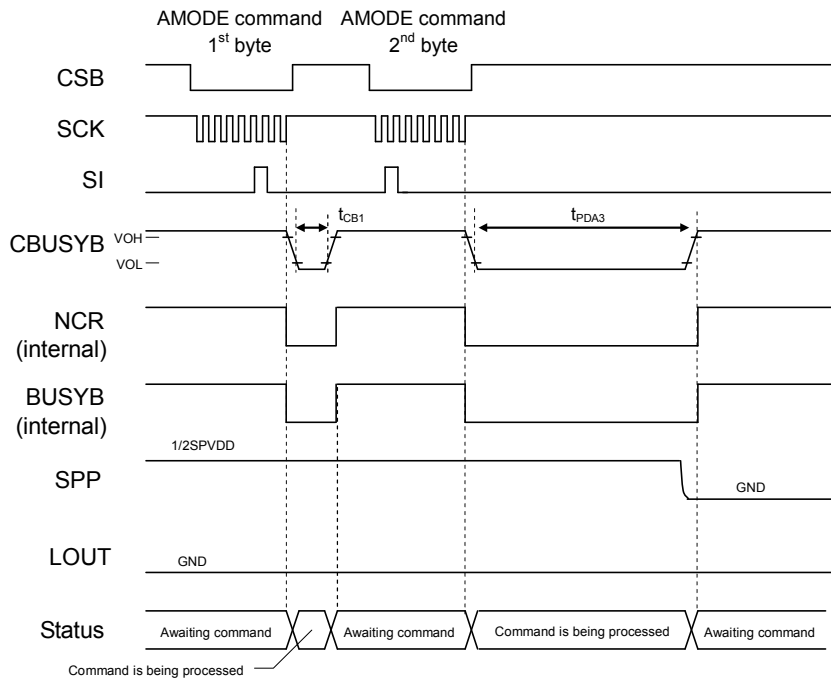 AMODE command
1st byte
AMODE command
2nd byte
CSB
SCK
SI
tCB1
tPDA3
CBUSYB
VOH
VOL
NCR
(internal)
BUSYB
(internal)
1/2SPVDD
SPP
GND
LOUT
GND
Status
Awaiting command
Awaiting command
Command is being processed
Awaiting command
Command is being processed